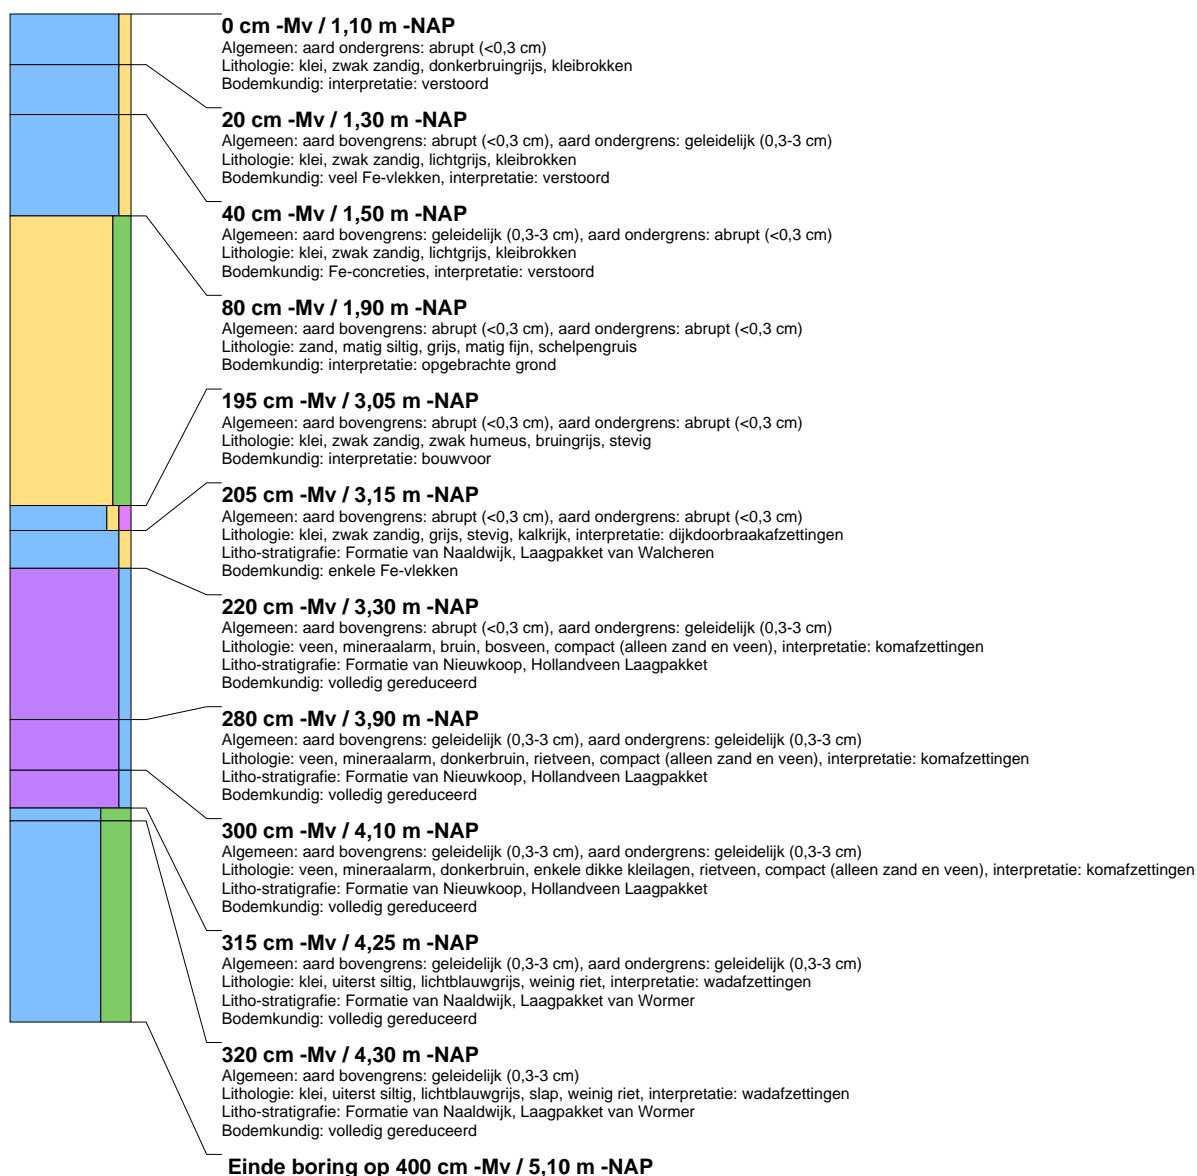 0 cm -Mv / 1,10 m -NAP
Algemeen: aard ondergrens: abrupt (<0,3 cm)
Lithologie: klei, zwak zandig, donkerbruingrijs, kleibrokken
Bodemkundig: interpretatie: verstoord
20 cm -Mv / 1,30 m -NAP
Algemeen: aard bovengrens: abrupt (<0,3 cm), aard ondergrens: geleidelijk (0,3-3 cm)
Lithologie: klei, zwak zandig, lichtgrijs, kleibrokken
Bodemkundig: veel Fe-vlekken, interpretatie: verstoord
40 cm -Mv / 1,50 m -NAP
Algemeen: aard bovengrens: geleidelijk (0,3-3 cm), aard ondergrens: abrupt (<0,3 cm)
Lithologie: klei, zwak zandig, lichtgrijs, kleibrokken
Bodemkundig: Fe-concreties, interpretatie: verstoord
80 cm -Mv / 1,90 m -NAP
Algemeen: aard bovengrens: abrupt (<0,3 cm), aard ondergrens: abrupt (<0,3 cm)
Lithologie: zand, matig siltig, grijs, matig fijn, schelpengruis
Bodemkundig: interpretatie: opgebrachte grond
195 cm -Mv / 3,05 m -NAP
Algemeen: aard bovengrens: abrupt (<0,3 cm), aard ondergrens: abrupt (<0,3 cm)
Lithologie: klei, zwak zandig, zwak humeus, bruingrijs, stevig
Bodemkundig: interpretatie: bouwvoor
205 cm -Mv / 3,15 m -NAP
Algemeen: aard bovengrens: abrupt (<0,3 cm), aard ondergrens: abrupt (<0,3 cm)
Lithologie: klei, zwak zandig, grijs, stevig, kalkrijk, interpretatie: dijkdoorbraakafzettingen
Litho-stratigrafie: Formatie van Naaldwijk, Laagpakket van Walcheren
Bodemkundig: enkele Fe-vlekken
220 cm -Mv / 3,30 m -NAP
Algemeen: aard bovengrens: abrupt (<0,3 cm), aard ondergrens: geleidelijk (0,3-3 cm)
Lithologie: veen, mineraalarm, bruin, bosveen, compact (alleen zand en veen), interpretatie: komafzettingen
Litho-stratigrafie: Formatie van Nieuwkoop, Hollandveen Laagpakket
Bodemkundig: volledig gereduceerd
280 cm -Mv / 3,90 m -NAP
Algemeen: aard bovengrens: geleidelijk (0,3-3 cm), aard ondergrens: geleidelijk (0,3-3 cm)
Lithologie: veen, mineraalarm, donkerbruin, rietveen, compact (alleen zand en veen), interpretatie: komafzettingen
Litho-stratigrafie: Formatie van Nieuwkoop, Hollandveen Laagpakket
Bodemkundig: volledig gereduceerd
300 cm -Mv / 4,10 m -NAP
Algemeen: aard bovengrens: geleidelijk (0,3-3 cm), aard ondergrens: geleidelijk (0,3-3 cm)
Lithologie: veen, mineraalarm, donkerbruin, enkele dikke kleilagen, rietveen, compact (alleen zand en veen), interpretatie: komafzettingen
Litho-stratigrafie: Formatie van Nieuwkoop, Hollandveen Laagpakket
Bodemkundig: volledig gereduceerd
315 cm -Mv / 4,25 m -NAP
Algemeen: aard bovengrens: geleidelijk (0,3-3 cm), aard ondergrens: geleidelijk (0,3-3 cm)
Lithologie: klei, uiterst siltig, lichtblauwgrijs, weinig riet, interpretatie: wadafzettingen
Litho-stratigrafie: Formatie van Naaldwijk, Laagpakket van Wormer
Bodemkundig: volledig gereduceerd
320 cm -Mv / 4,30 m -NAP
Algemeen: aard bovengrens: geleidelijk (0,3-3 cm)
Lithologie: klei, uiterst siltig, lichtblauwgrijs, slap, weinig riet, interpretatie: wadafzettingen
Litho-stratigrafie: Formatie van Naaldwijk, Laagpakket van Wormer
Bodemkundig: volledig gereduceerd
Einde boring op 400 cm -Mv / 5,10 m -NAP